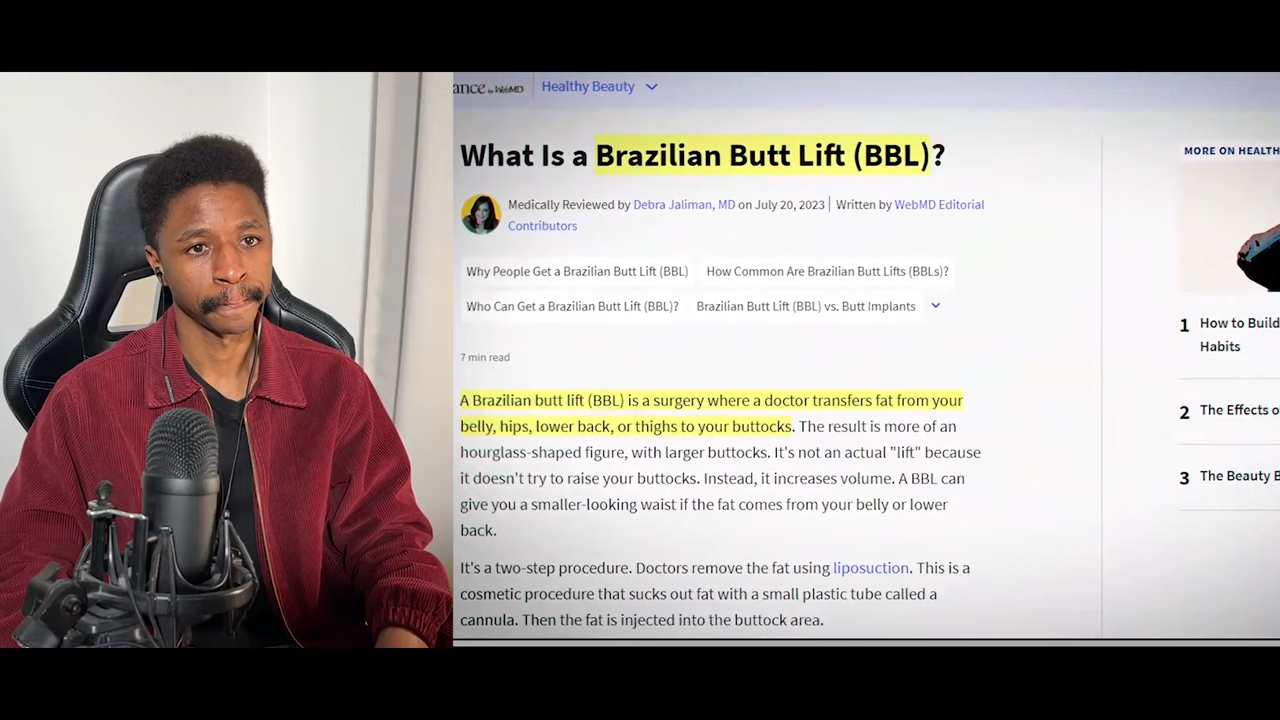 ance by WebMD Healthy Beauty
What Is a Brazilian Butt Lift (BBL)?
MORE ON HEALTH
Medically Reviewed by Debra Jaliman, MD on July 20, 2023 | Written by WebMD Editorial
Contributors
Why People Get a Brazilian Butt Lift (BBL) How Common Are Brazilian Butt Lifts (BBLs)?
Who Can Get a Brazilian Butt Lift (BBL)? Brazilian Butt Lift (BBL) vs. Butt Implants
7 min read
A Brazilian butt lift (BBL) is a surgery where a doctor transfers fat from your
belly, hips, lower back, or thighs to your buttocks. The result is more of an
hourglass-shaped figure, with larger buttocks. It's not an actual "lift" because
it doesn't try to raise your buttocks. Instead, it increases volume. A BBL can
give you a smaller-looking waist if the fat comes from your belly or lower
back.
It's a two-step procedure. Doctors remove the fat using liposuction. This is a
cosmetic procedure that sucks out fat with a small plastic tube called a
cannula. Then the fat is injected into the buttock area.
1 How to Build
Habits
2 The Effects o
3 The Beauty B